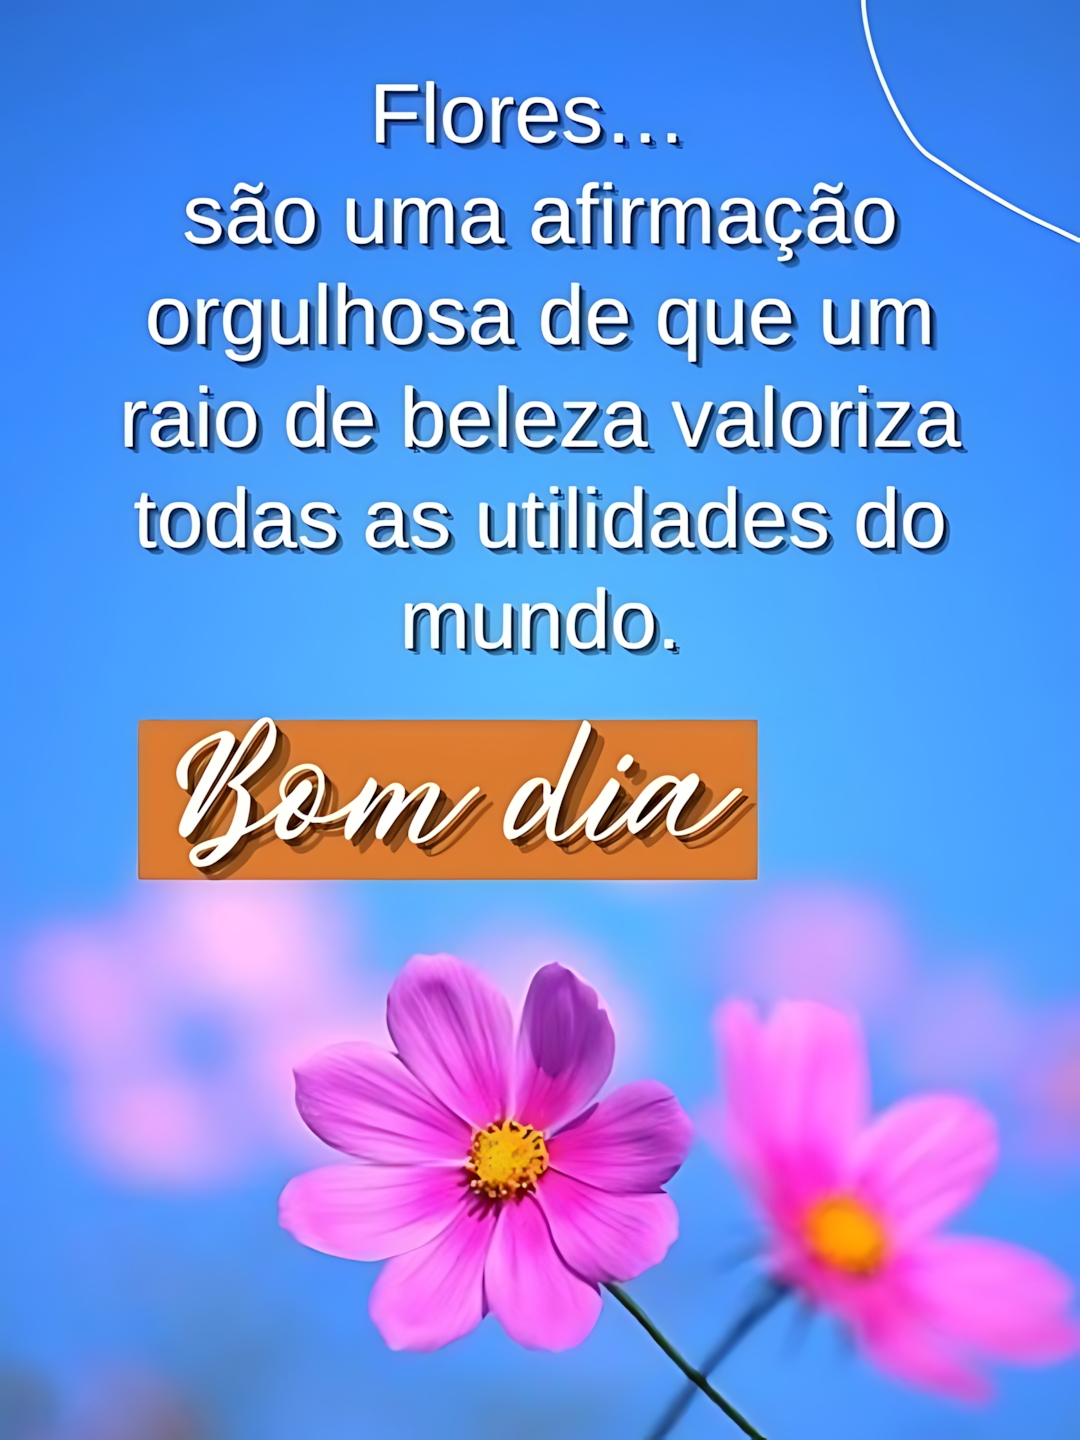 Flores...
são uma afirmação
orgulhosa de que um
raio de beleza valoriza
todas as utilidades do
mundo.
Bom dia